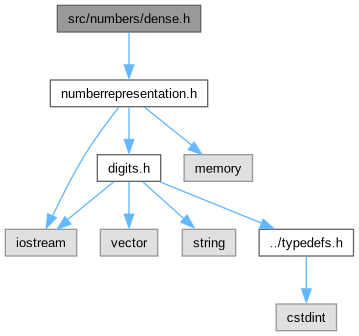 src/numbers/dense.h
numberrepresentation.h
digits.h
memory
iostream
vector
string
../typedefs.h
cstdint